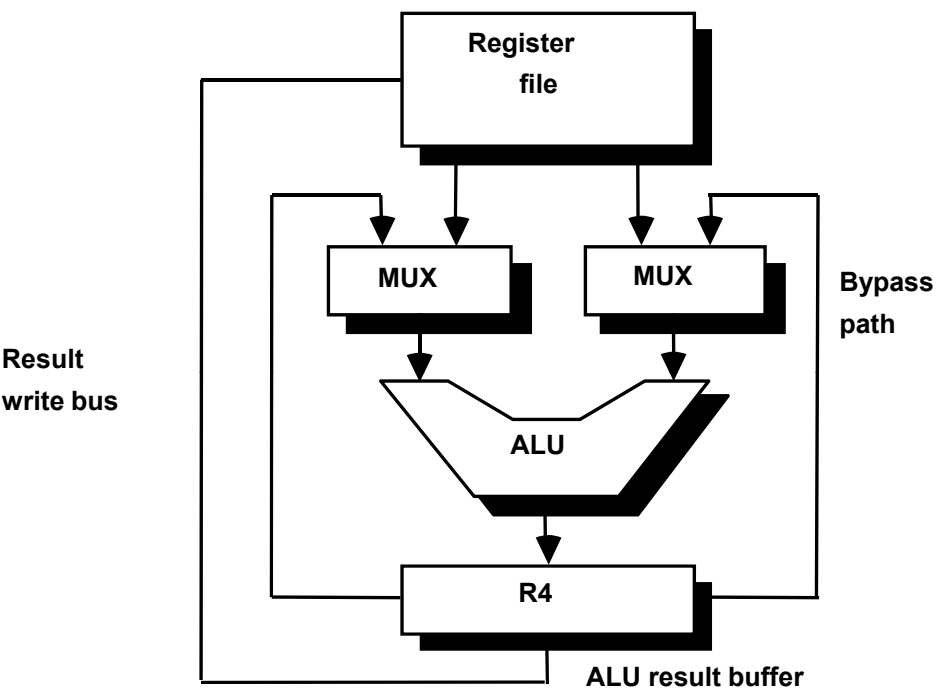 Register
file
MUX
MUX
Bypass
path
Result
write bus
ALU
R4
ALU result buffer